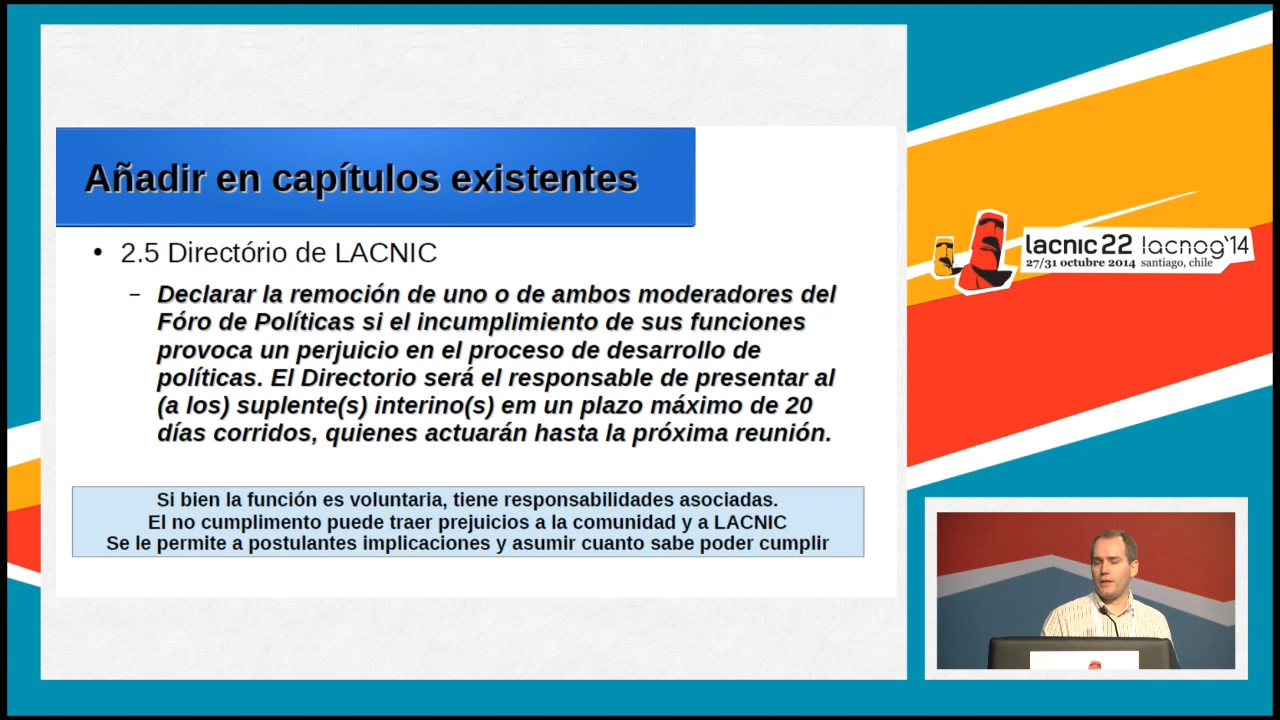 Añadir en capítulos existentes
• 2.5 Directório de LACNIC
– Declarar la remoción de uno o de ambos moderadores del
Fóro de Políticas si el incumplimiento de sus funciones
provoca un perjuicio en el proceso de desarrollo de
políticas. El Directorio será el responsable de presentar al
(a los) suplente(s) interino(s) em un plazo máximo de 20
días corridos, quienes actuarán hasta la próxima reunión.
Si bien la función es voluntaria, tiene responsabilidades asociadas.
El no cumplimento puede traer prejuicios a la comunidad y a LACNIC
Se le permite a postulantes implicaciones y asumir cuanto sabe poder cumplir
lacnic 22 lacnog'14
27/31 octubre 2014 santiago, chile